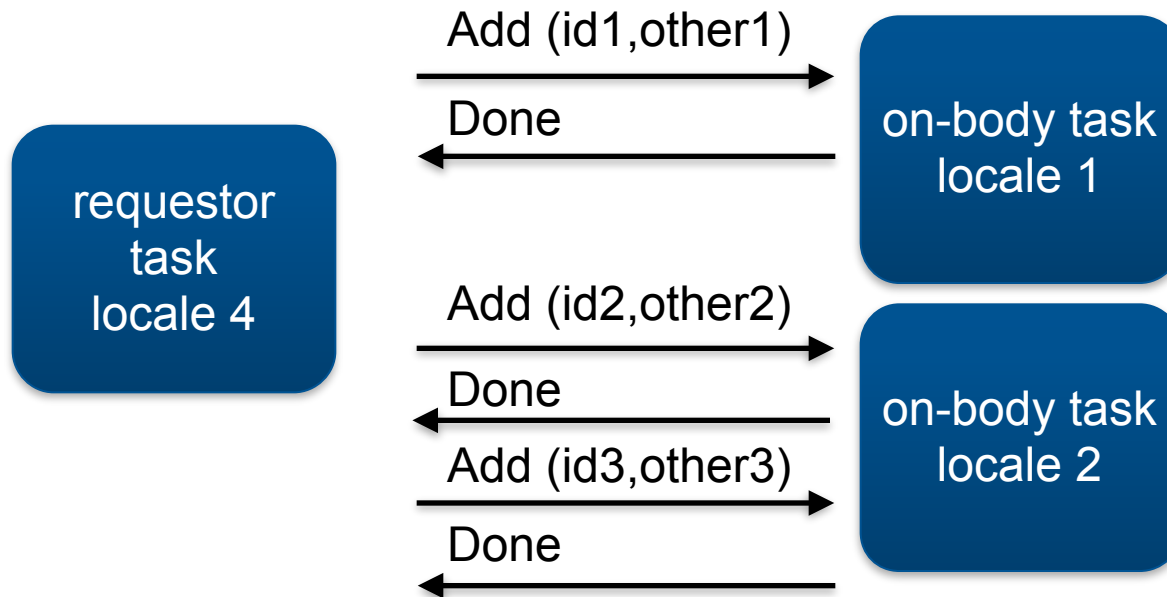 Add (id1,other1)
Done
on-body task
locale 1
requestor
task
locale 4
Add (id2,other2)
Done
Add (id3,other3)
Done
on-body task
locale 2